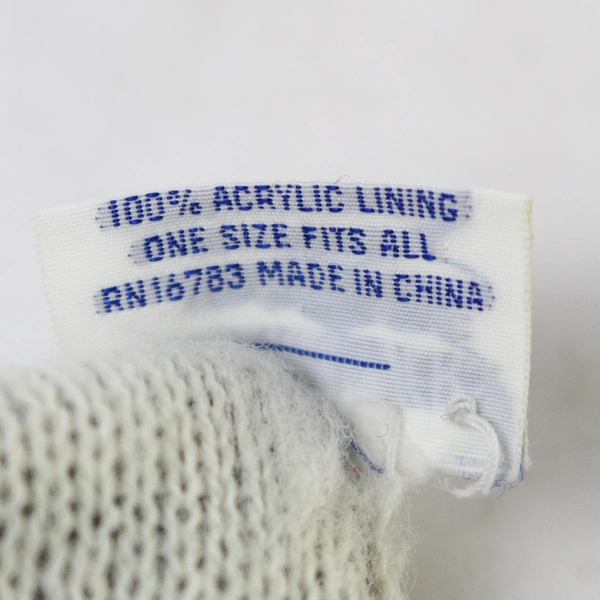 100% ACRYLIC LINING
ONE SIZE FITS ALL
RN16783 MADE IN CHINA